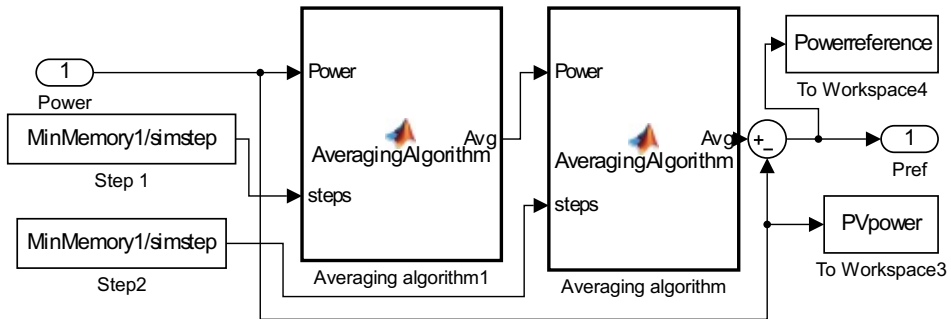 Powerreference
To Workspace4
1
Power
Power
Power
MinMemory1/simstep
Step 1
Avg
AveragingAlgorithm
steps
Avg
AveragingAlgorithm
steps
+
−
1
Pref
MinMemory1/simstep
Step2
PVpower
To Workspace3
Averaging algorithm1
Averaging algorithm